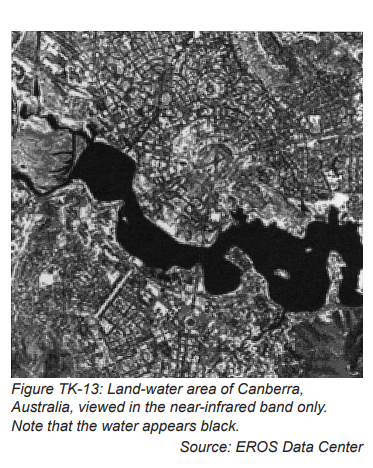 Figure TK-13: Land-water area of Canberra,
Australia, viewed in the near-infrared band only.
Note that the water appears black.
Source: EROS Data Center